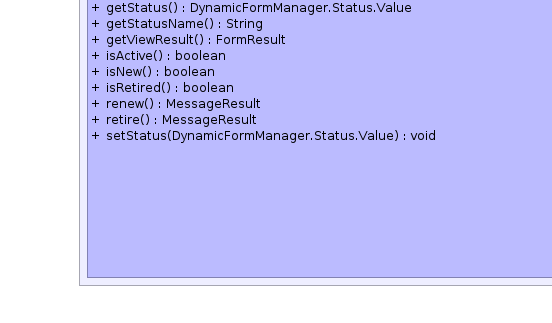 + getStatus() : DynamicFormManager.Status.Value
+ getStatusName() : String
+ getViewResult() : FormResult
+ isActive() : boolean
+ isNew() : boolean
+ isRetired() : boolean
+ renew() : MessageResult
+ retire() : MessageResult
+ setStatus(DynamicFormManager.Status.Value) : void